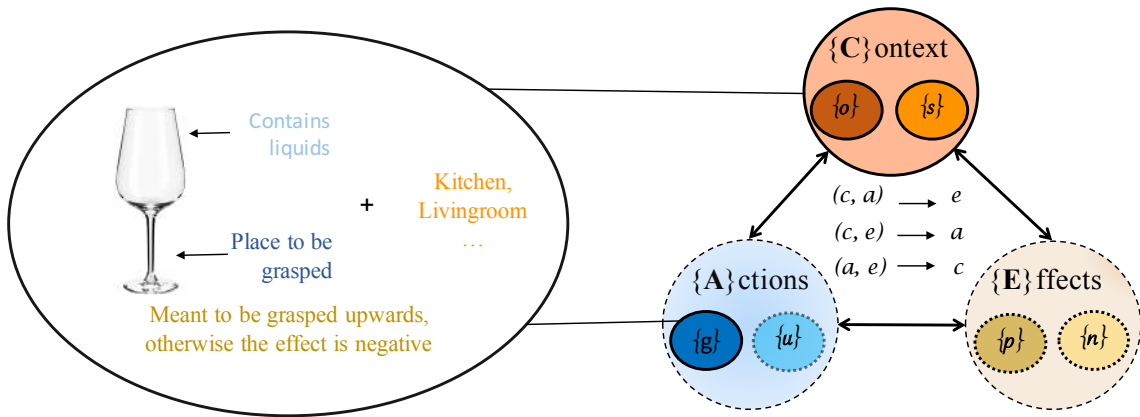 Contains
liquids
+
Kitchen,
Livingroom
...
Place to be
grasped
Meant to be grasped upwards,
otherwise the effect is negative
{C}ontext
{o}
{s}
(c, a) → e
(c, e) → a
(a, e) → c
{A}ctions
{g}
{u}
{E}ffects
{p}
{n}